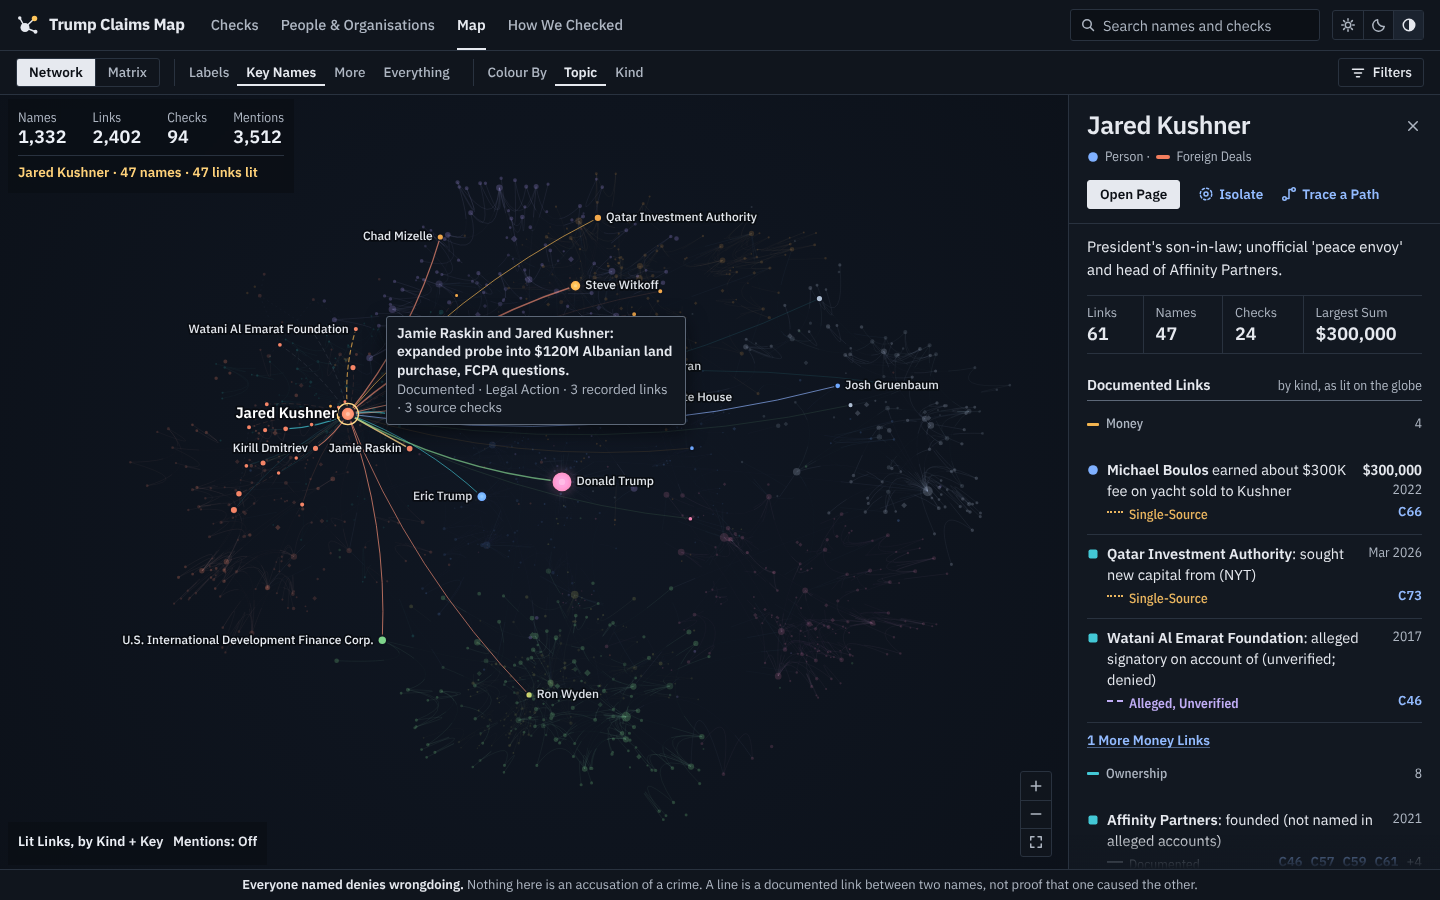 Trump Claims Map
Checks
People & Organisations
Map
How We Checked
Search names and checks
Network
Matrix
Labels
Key Names
More
Everything
Colour By
Topic
Kind
Filters
Names
Links
Checks
Mentions
1,332
2,402
94
3,512
Jared Kushner · 47 names · 47 links lit
Qatar Investment Authority
Chad Mizelle
Steve Witkoff
Watani Al Emarat Foundation
Jamie Raskin and Jared Kushner:
expanded probe into $120M Albanian land
purchase, FCPA questions.
Documented · Legal Action · 3 recorded links
· 3 source checks
ran
House
Josh Gruenbaum
Jared Kushner
Kirill Dmitriev
Jamie Raskin
Donald Trump
Eric Trump
U.S. International Development Finance Corp.
Ron Wyden
Lit Links, by Kind + Key
Mentions: Off
Jared Kushner
Person · Foreign Deals
Open Page
Isolate
Trace a Path
President's son-in-law; unofficial 'peace envoy'
and head of Affinity Partners.
Links
Names
Checks
Largest Sum
61
47
24
$300,000
Documented Links
by kind, as lit on the globe
Money
4
Michael Boulos earned about $300K $300,000
fee on yacht sold to Kushner 2022
Single-Source C66
Qatar Investment Authority: sought Mar 2026
new capital from (NYT)
Single-Source C73
Watani Al Emarat Foundation: alleged 2017
signatory on account of (unverified;
denied)
Alleged, Unverified C46
1 More Money Links
Ownership
8
Affinity Partners: founded (not named in 2021
alleged accounts)
Documented C46 C57 C59 C61 +4
Everyone named denies wrongdoing. Nothing here is an accusation of a crime. A line is a documented link between two names, not proof that one caused the other.